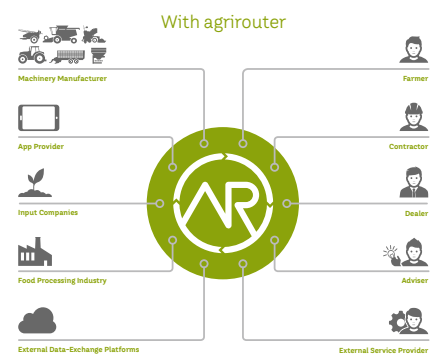 With agrirouter
Machinery Manufacturer
Farmer
App Provider
Contractor
Input Companies
Dealer
Food Processing Industry
Adviser
External Data-Exchange Platforms
External Service Provider
AR